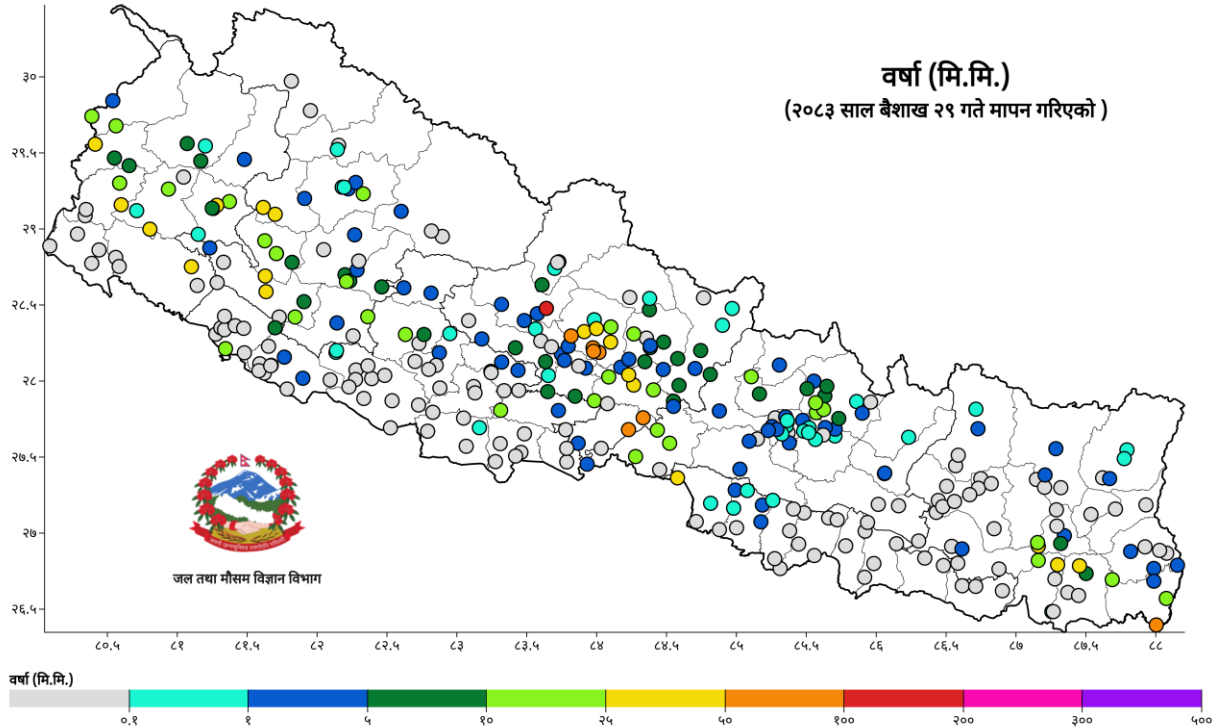 वर्षा (मि.मि.)
(२०८३ साल बैशाख २९ गते मापन गरिएको )
३०
२९.५
२९
२८.५
२८
२७.५
२७
२६.५
जल तथा मौसम विज्ञान विभाग
८०.५ ८१ ८१.५ ८२ ८२.५ ८३ ८३.५ ८४ ८४.५ ८५ ८५.५ ८६ ८६.५ ८७ ८७.५ ८८
वर्षा (मि.मि.)
०.१ १ ५ १० २५ ५० १०० २०० ३०० ५००